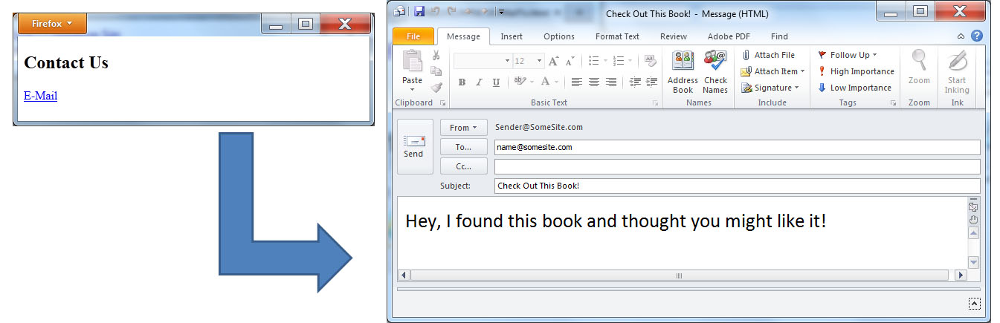 Firefox
Contact Us
E-Mail
Check Out This Book! - Message (HTML)
File Message Insert Options Format Text Review Adobe PDF Find
Paste
Clipboard
12
B I U
Basic Text
Address Book
Check Names
Names
Attach File
Attach Item
Signature
Include
Follow Up
High Importance
Low Importance
Tags
Zoom
Zoom
Start Inking
Ink
Send
From Sender@SomeSite.com
To... name@somesite.com
Cc...
Subject: Check Out This Book!
Hey, I found this book and thought you might like it!